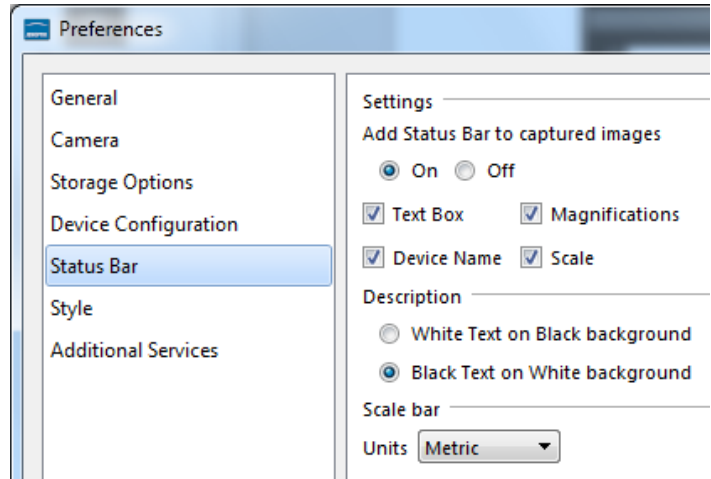 Preferences
General
Camera
Storage Options
Device Configuration
Status Bar
Style
Additional Services
Settings
Add Status Bar to captured images
On Off
Text Box Magnifications
Device Name Scale
Description
White Text on Black background
Black Text on White background
Scale bar
Units Metric